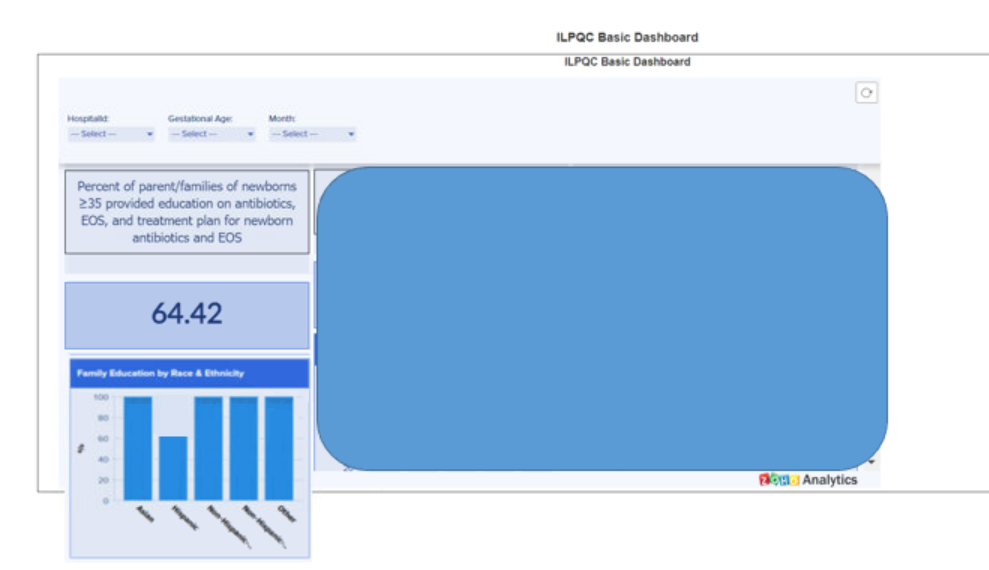 ILPQC Basic Dashboard
ILPQC Basic Dashboard
HospitalId: Gestational Age: Month:
--- Select --- --- Select --- --- Select ---
Percent of parent/families of newborns
≥35 provided education on antibiotics,
EOS, and treatment plan for newborn
antibiotics and EOS
64.42
Family Education by Race & Ethnicity
100
80
60
40
20
0
%
Asian Hispanic Non-Hispanic... Non-Hispanic... Other
ZOHO Analytics